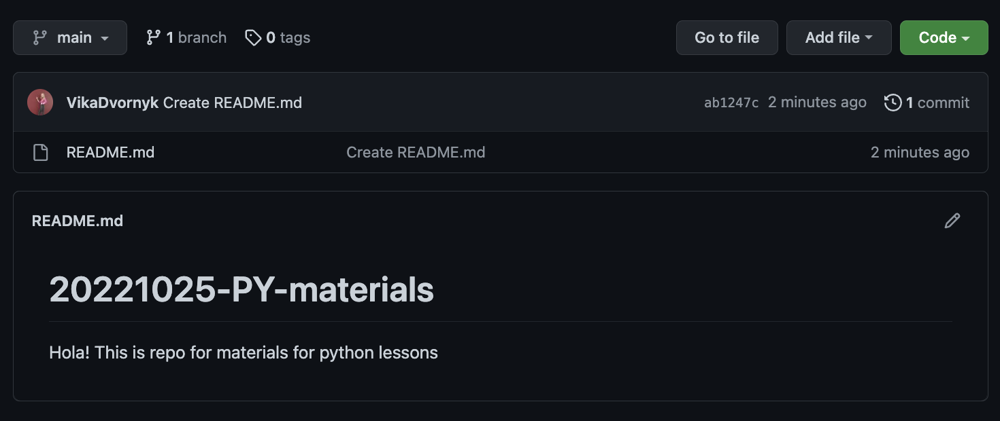 main 1 branch 0 tags Go to file Add file Code
VikaDvornyk Create README.md ab1247c 2 minutes ago 1 commit
README.md Create README.md 2 minutes ago
README.md
20221025-PY-materials
Hola! This is repo for materials for python lessons